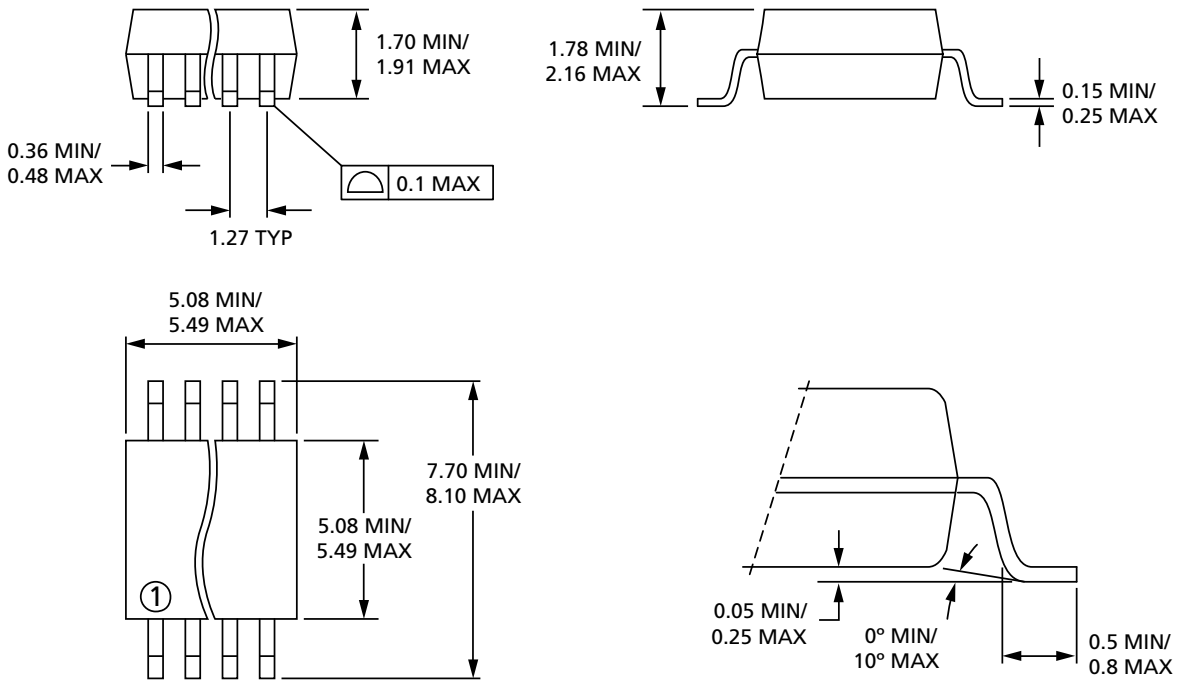 1.70 MIN/
1.91 MAX
0.36 MIN/
0.48 MAX
0.1 MAX
1.27 TYP
1.78 MIN/
2.16 MAX
0.15 MIN/
0.25 MAX
5.08 MIN/
5.49 MAX
7.70 MIN/
8.10 MAX
5.08 MIN/
5.49 MAX
1
0.05 MIN/
0.25 MAX
0º MIN/
10º MAX
0.5 MIN/
0.8 MAX